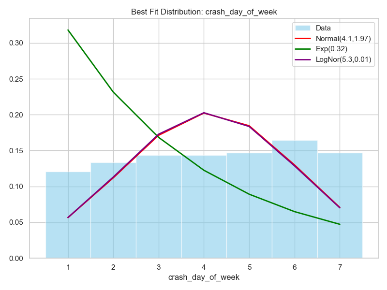 Best Fit Distribution: crash_day_of_week
Data
Normal(4.1,1.97)
Exp(0.32)
LogNor(5.3,0.01)
0.30
0.25
0.20
0.15
0.10
0.05
0.00
1 2 3 4 5 6 7
crash_day_of_week